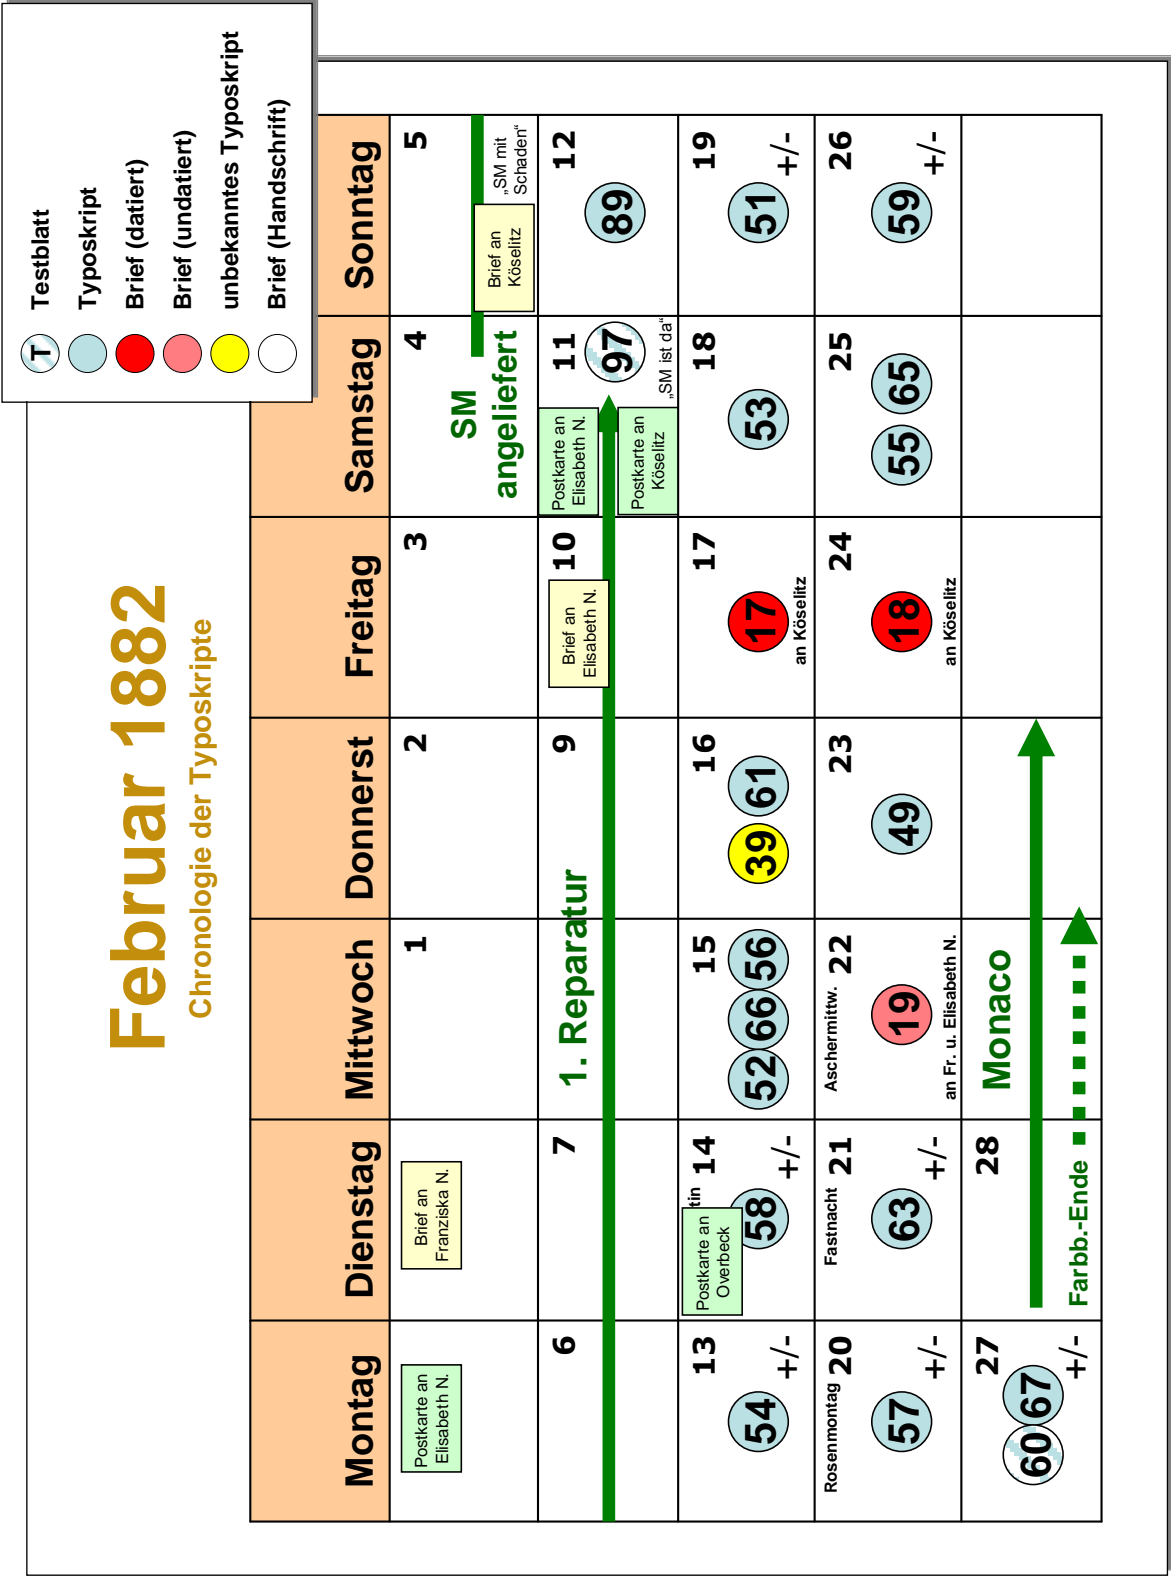 Februar 1882
Chronologie der Typoskripte
T Testblatt
Typoskript
Brief (datiert)
Brief (undatiert)
unbekanntes Typoskript
Brief (Handschrift)
Montag Dienstag Mittwoch Donnerst Freitag Samstag Sonntag
1 2 3 4 5
Postkarte an
Elisabeth N.
Brief an
Franziska N.
SM
angeliefert
Brief an
Köselitz
„SM mit
Schaden“
6 7 9 10 11 12
1. Reparatur
Brief an
Elisabeth N.
Postkarte an
Elisabeth N.
Postkarte an
Köselitz
97
„SM ist da“
89
13
54
+/-
tin 14
Postkarte an
Overbeck
58
+/-
15
52 66 56
16
39 61
17
17
an Köselitz
18
53
19
51
+/-
Rosenmontag 20
57
+/-
Fastnacht 21
63
+/-
Aschermittw. 22
19
an Fr. u. Elisabeth N.
23
49
24
18
an Köselitz
25
55 65
26
59
+/-
27
60 67
+/-
28
Monaco
Farbb.-Ende